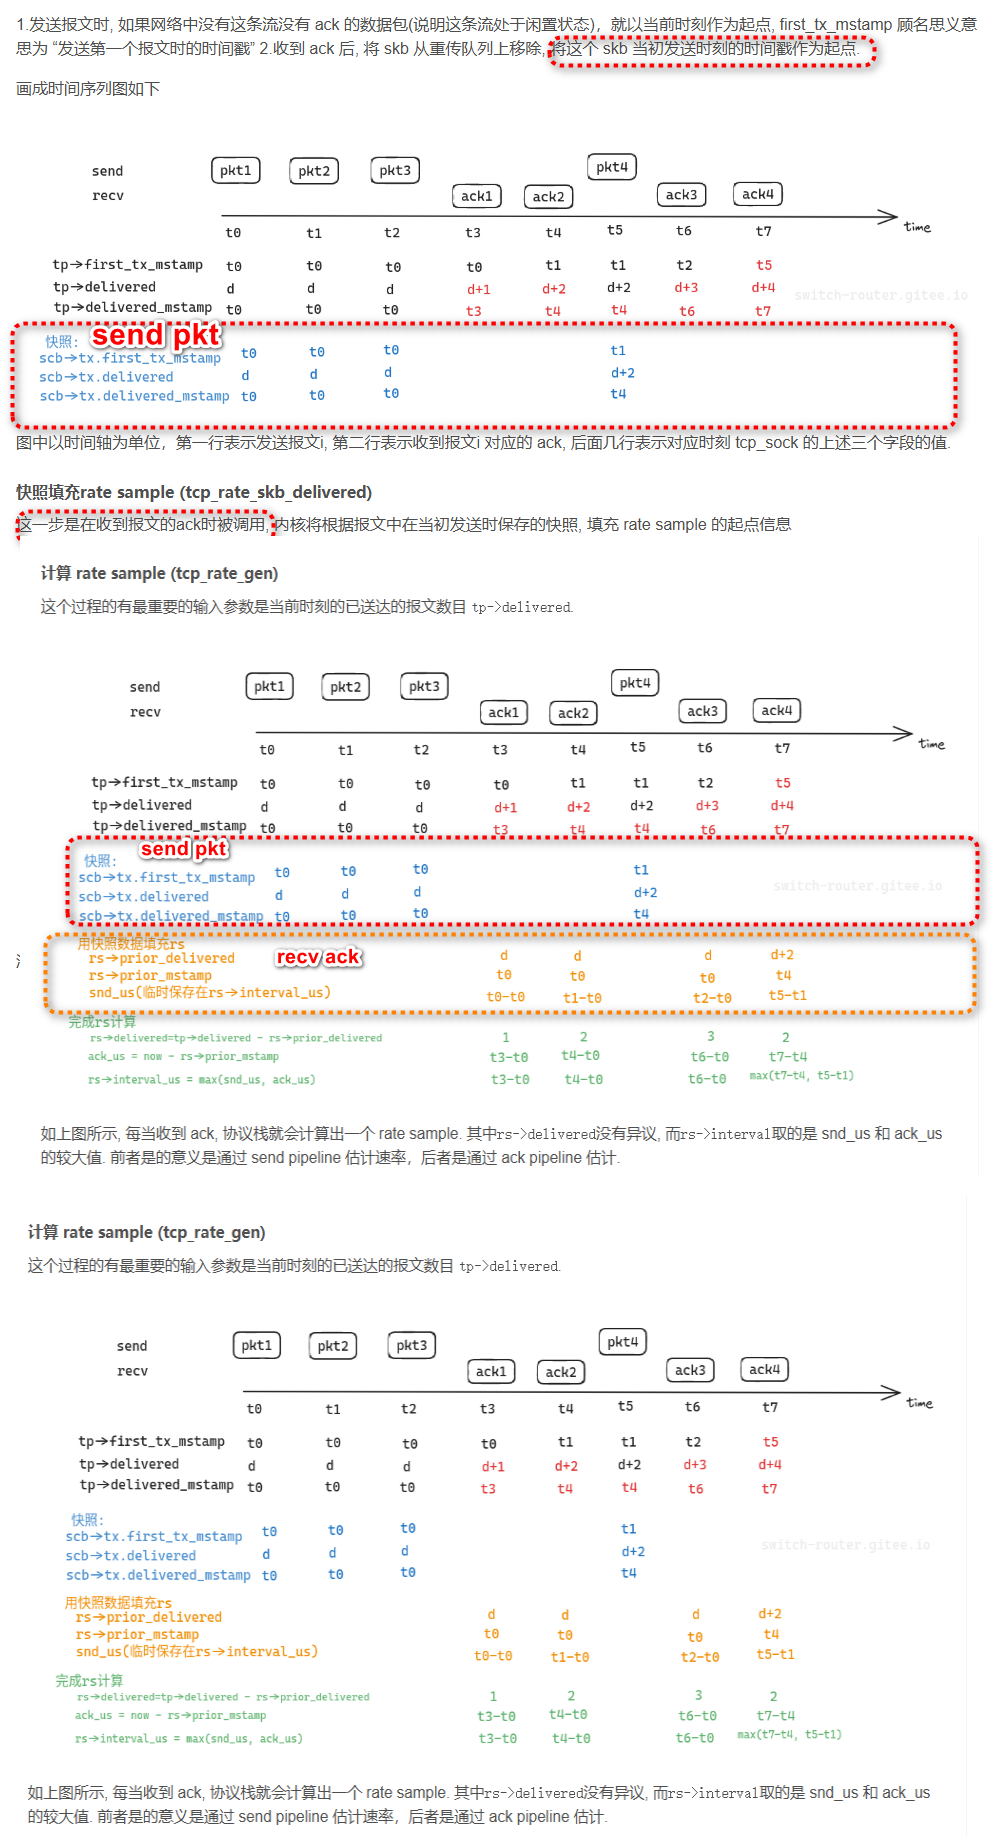 1.发送报文时, 如果网络中没有这条流没有 ack 的数据包(说明这条流处于闲置状态)，就以当前时刻作为起点, first_tx_mstamp 顾名思义意
思为 “发送第一个报文时的时间戳” 2.收到 ack 后, 将 skb 从重传队列上移除, 将这个 skb 当初发送时刻的时间戳作为起点.
画成时间序列图如下
send pkt1 pkt2 pkt3 pkt4
recv ack1 ack2 ack3 ack4
time
t0 t1 t2 t3 t4 t5 t6 t7
tp→first_tx_mstamp t0 t0 t0 t0 t1 t1 t2 t5
tp→delivered d d d d+1 d+2 d+2 d+3 d+4
switch-router.gitee.io
tp→delivered_mstamp t0 t0 t0 t3 t4 t4 t6 t7
send pkt
快照:
scb→tx.first_tx_mstamp t0 t0 t0 t1
scb→tx.delivered d d d d+2
scb→tx.delivered_mstamp t0 t0 t0 t4
图中以时间轴为单位，第一行表示发送报文i, 第二行表示收到报文i 对应的 ack, 后面几行表示对应时刻 tcp_sock 的上述三个字段的值.
快照填充rate sample (tcp_rate_skb_delivered)
这一步是在收到报文的ack时被调用, 内核将根据报文中在当初发送时保存的快照, 填充 rate sample 的起点信息
计算 rate sample (tcp_rate_gen)
这个过程的有最重要的输入参数是当前时刻的已送达的报文数目 tp->delivered.
send pkt1 pkt2 pkt3 pkt4
recv ack1 ack2 ack3 ack4
time
t0 t1 t2 t3 t4 t5 t6 t7
tp→first_tx_mstamp t0 t0 t0 t0 t1 t1 t2 t5
tp→delivered d d d d+1 d+2 d+2 d+3 d+4
tp→delivered_mstamp t0 t0 t0 t3 t4 t4 t6 t7
send pkt
快照:
scb→tx.first_tx_mstamp t0 t0 t0 t1
switch-router.gitee.io
scb→tx.delivered d d d d+2
scb→tx.delivered_mstamp t0 t0 t0 t4
用快照数据填充rs
recv ack
rs→prior_delivered d d d d+2
rs→prior_mstamp t0 t0 t0 t4
snd_us(临时保存在rs→interval_us) t0-t0 t1-t0 t2-t0 t5-t1
完成rs计算
rs→delivered=tp→delivered - rs→prior_delivered 1 2 3 2
ack_us = now - rs→prior_mstamp t3-t0 t4-t0 t6-t0 t7-t4
rs→interval_us = max(snd_us, ack_us) t3-t0 t4-t0 t6-t0 max(t7-t4, t5-t1)
如上图所示, 每当收到 ack, 协议栈就会计算出一个 rate sample. 其中rs->delivered没有异议, 而rs->interval取的是 snd_us 和 ack_us
的较大值. 前者是的意义是通过 send pipeline 估计速率，后者是通过 ack pipeline 估计.
计算 rate sample (tcp_rate_gen)
这个过程的有最重要的输入参数是当前时刻的已送达的报文数目 tp->delivered.
send pkt1 pkt2 pkt3 pkt4
recv ack1 ack2 ack3 ack4
time
t0 t1 t2 t3 t4 t5 t6 t7
tp→first_tx_mstamp t0 t0 t0 t0 t1 t1 t2 t5
tp→delivered d d d d+1 d+2 d+2 d+3 d+4
tp→delivered_mstamp t0 t0 t0 t3 t4 t4 t6 t7
快照:
scb→tx.first_tx_mstamp t0 t0 t0 t1
switch-router.gitee.io
scb→tx.delivered d d d d+2
scb→tx.delivered_mstamp t0 t0 t0 t4
用快照数据填充rs
rs→prior_delivered d d d d+2
rs→prior_mstamp t0 t0 t0 t4
snd_us(临时保存在rs→interval_us) t0-t0 t1-t0 t2-t0 t5-t1
完成rs计算
rs→delivered=tp→delivered - rs→prior_delivered 1 2 3 2
ack_us = now - rs→prior_mstamp t3-t0 t4-t0 t6-t0 t7-t4
rs→interval_us = max(snd_us, ack_us) t3-t0 t4-t0 t6-t0 max(t7-t4, t5-t1)
如上图所示, 每当收到 ack, 协议栈就会计算出一个 rate sample. 其中rs->delivered没有异议, 而rs->interval取的是 snd_us 和 ack_us
的较大值. 前者是的意义是通过 send pipeline 估计速率，后者是通过 ack pipeline 估计.